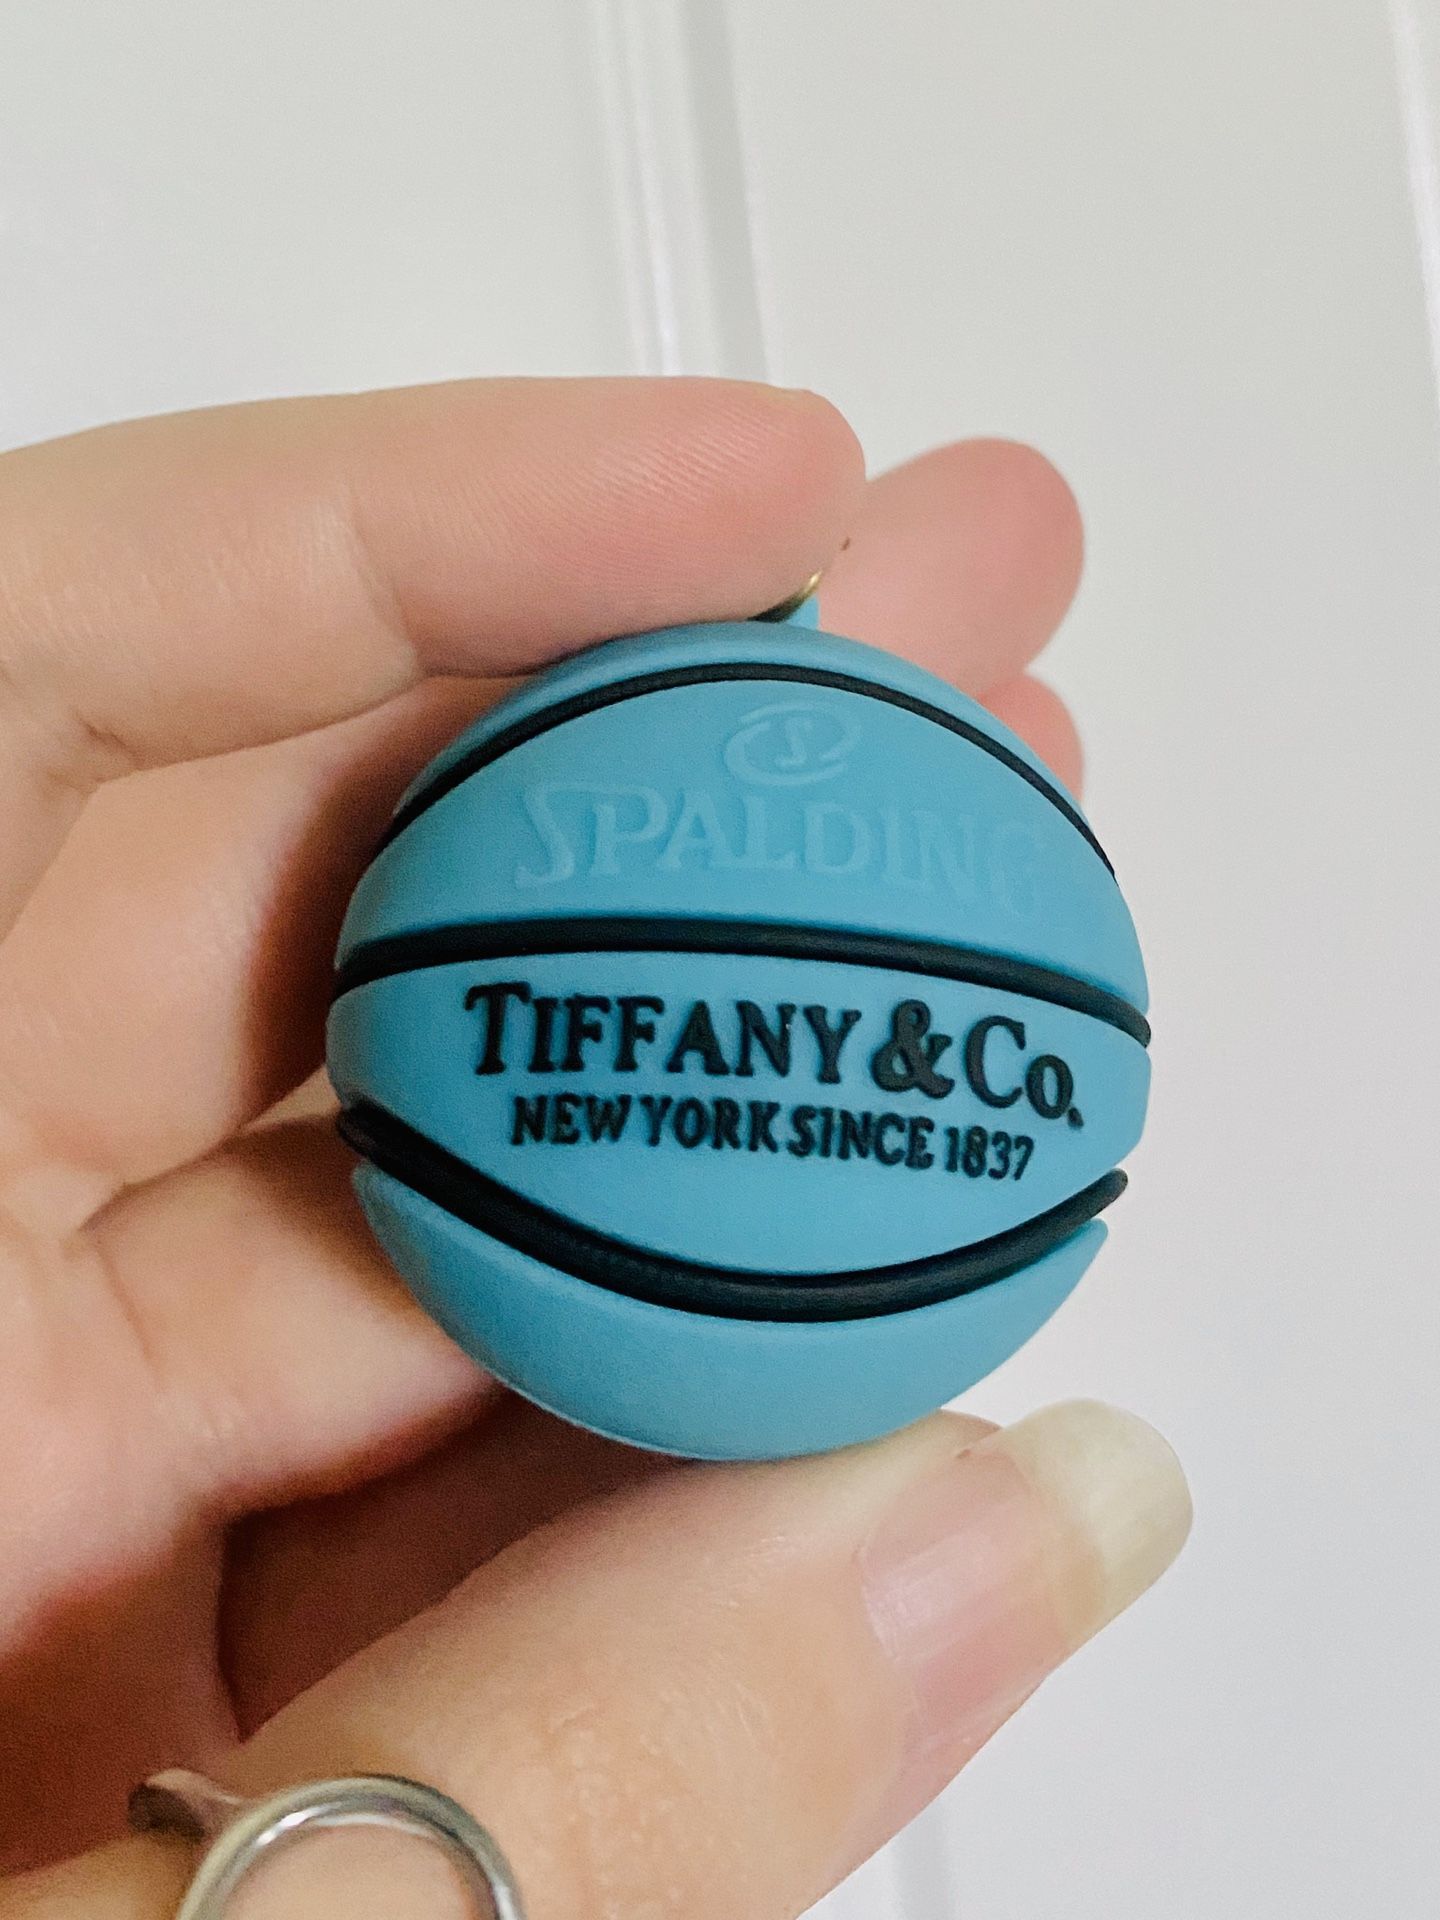 SPALDING
TIFFANY & CO.
NEW YORK SINCE 1837